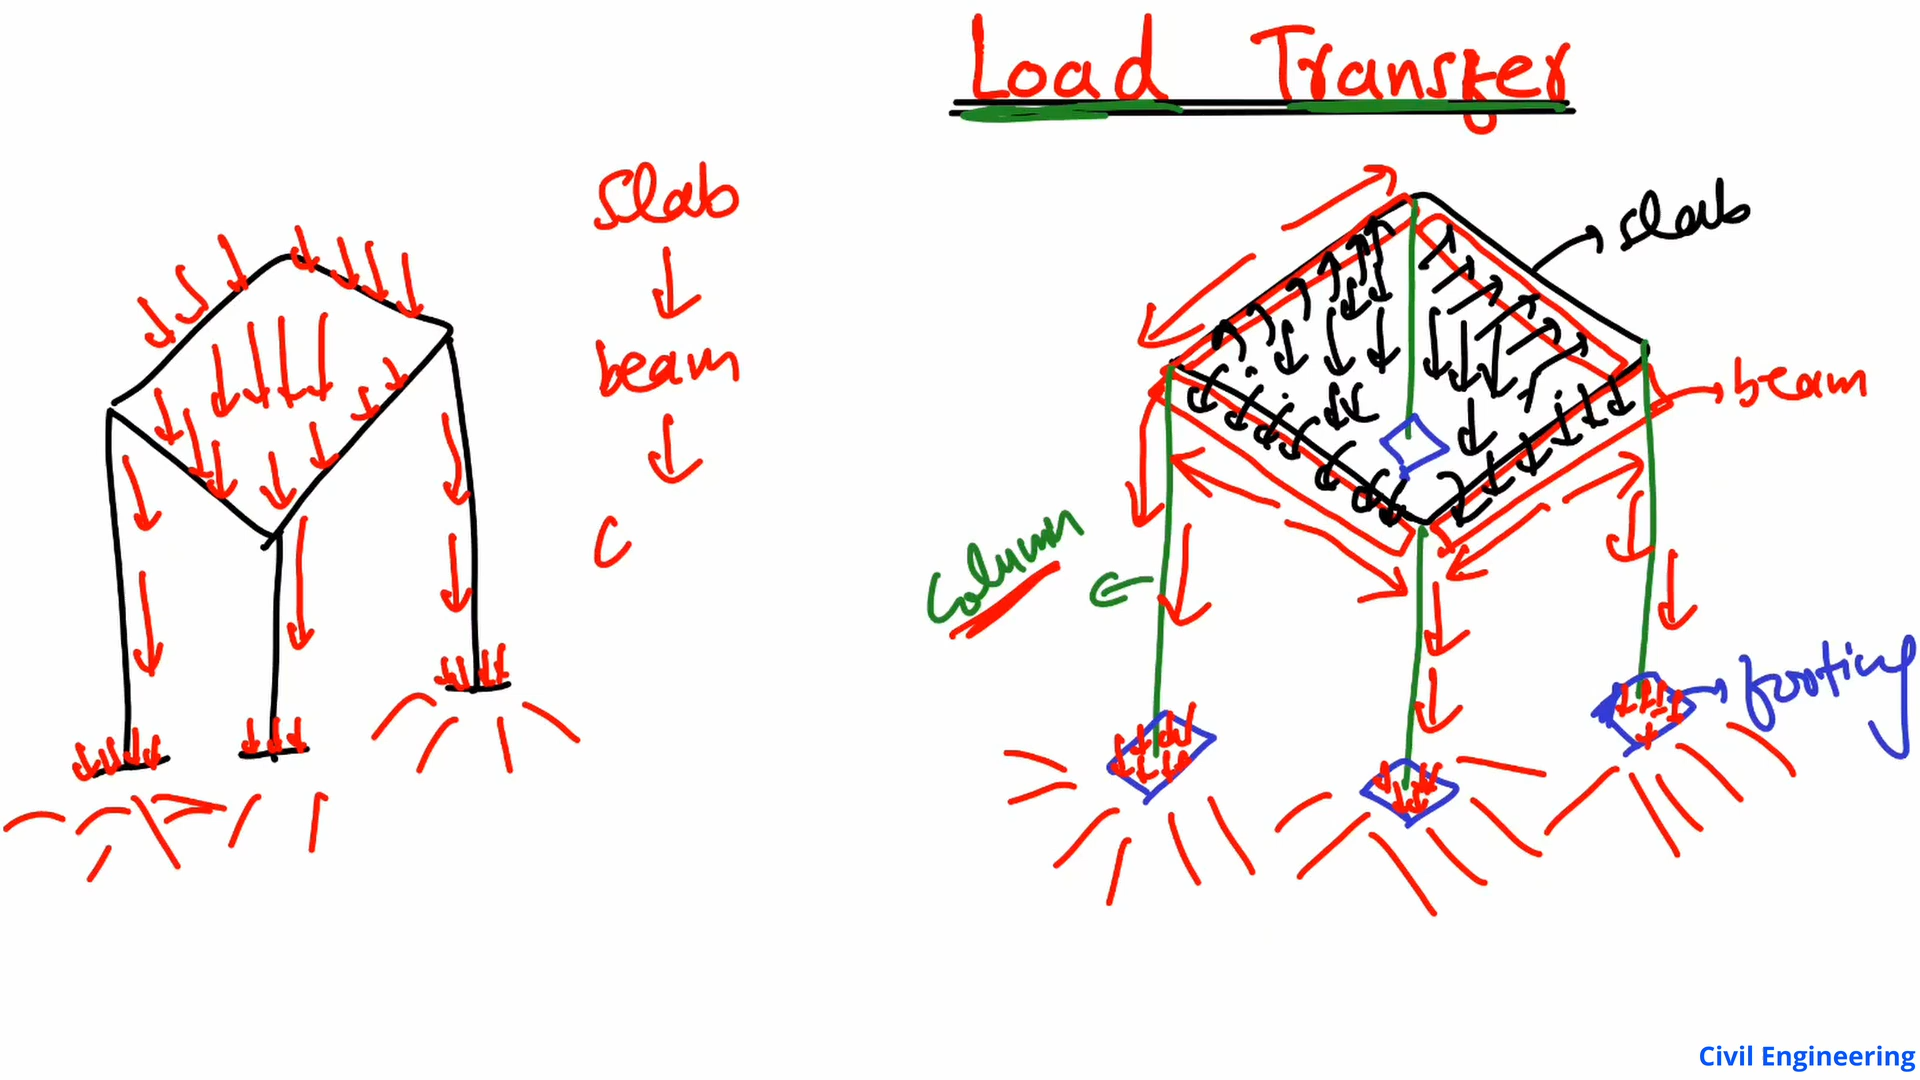 Load Transfer
slab
beam
C
slab
beam
column
footing
Civil Engineering